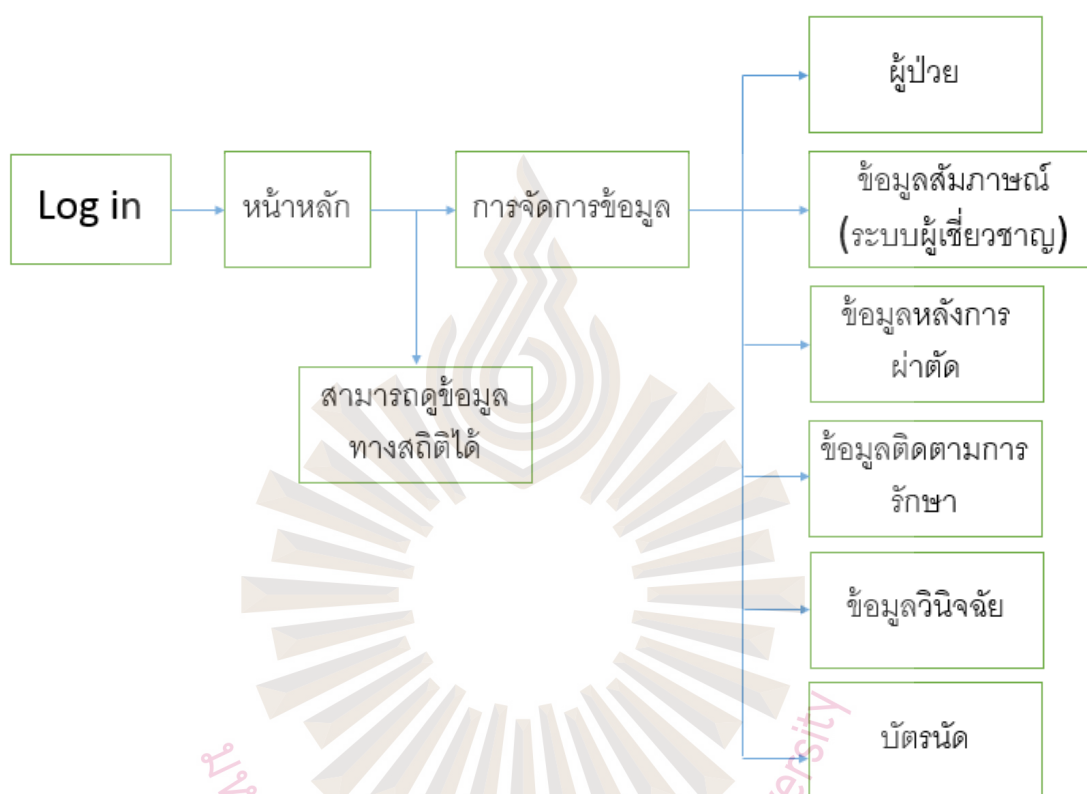 Log in
หน้าหลัก
การจัดการข้อมูล
สามารถดูข้อมูล
ทางสถิติได้
ผู้ป่วย
ข้อมูลสัมภาษณ์
(ระบบผู้เชี่ยวชาญ)
ข้อมูลหลังการ
ผ่าตัด
ข้อมูลติดตามการ
รักษา
ข้อมูลวินิจฉัย
บัตรนัด